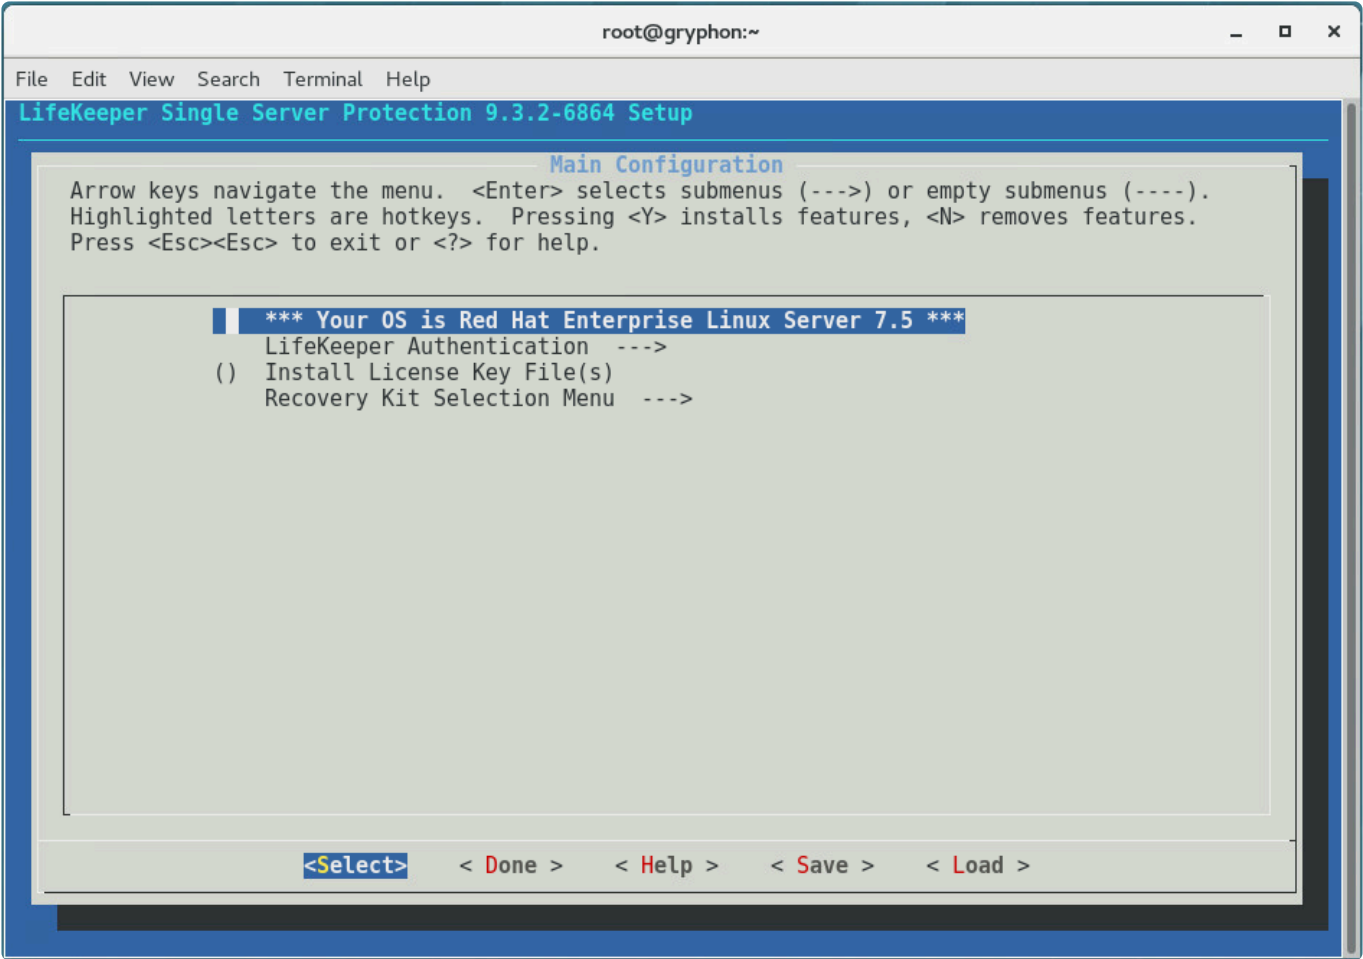 root@gryphon:~
File Edit View Search Terminal Help
LifeKeeper Single Server Protection 9.3.2-6864 Setup
Main Configuration
Arrow keys navigate the menu.  <Enter> selects submenus (--->) or empty submenus (----).
Highlighted letters are hotkeys.  Pressing <Y> installs features, <N> removes features.
Press <Esc><Esc> to exit or <?> for help.
*** Your OS is Red Hat Enterprise Linux Server 7.5 ***
LifeKeeper Authentication  --->
()  Install License Key File(s)
Recovery Kit Selection Menu  --->
<Select>    < Done >    < Help >    < Save >    < Load >